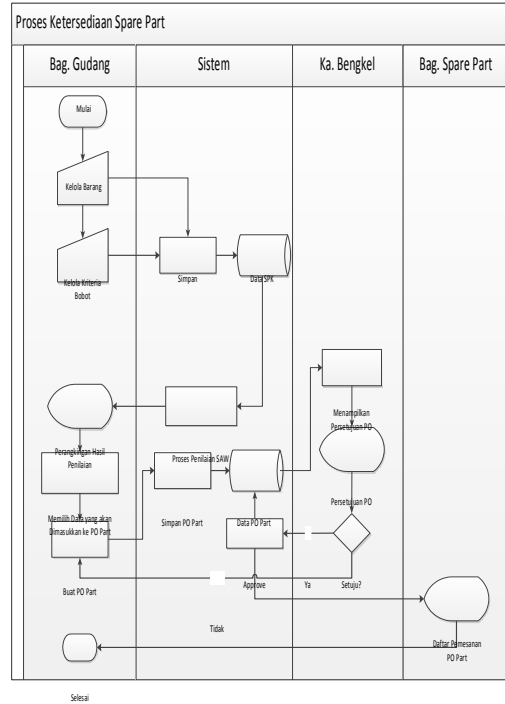 Proses Ketersediaan Spare Part
Bag. Gudang
Sistem
Ka. Bengkel
Bag. Spare Part
Mulai
Kelola Barang
Kelola Kriteria
Bobot
Simpan
Data SPK
Menampilkan
Persetujuan PO
Perangkingan Hasil
Penilaian
Proses Penilaian SAW
Persetujuan PO
Memilih Data yang akan
Dimasukkan ke PO Part
Simpan PO Part
Data PO Part
Buat PO Part
Approve
Ya
Setuju?
Tidak
Daftar Pemesanan
PO Part
Selesai